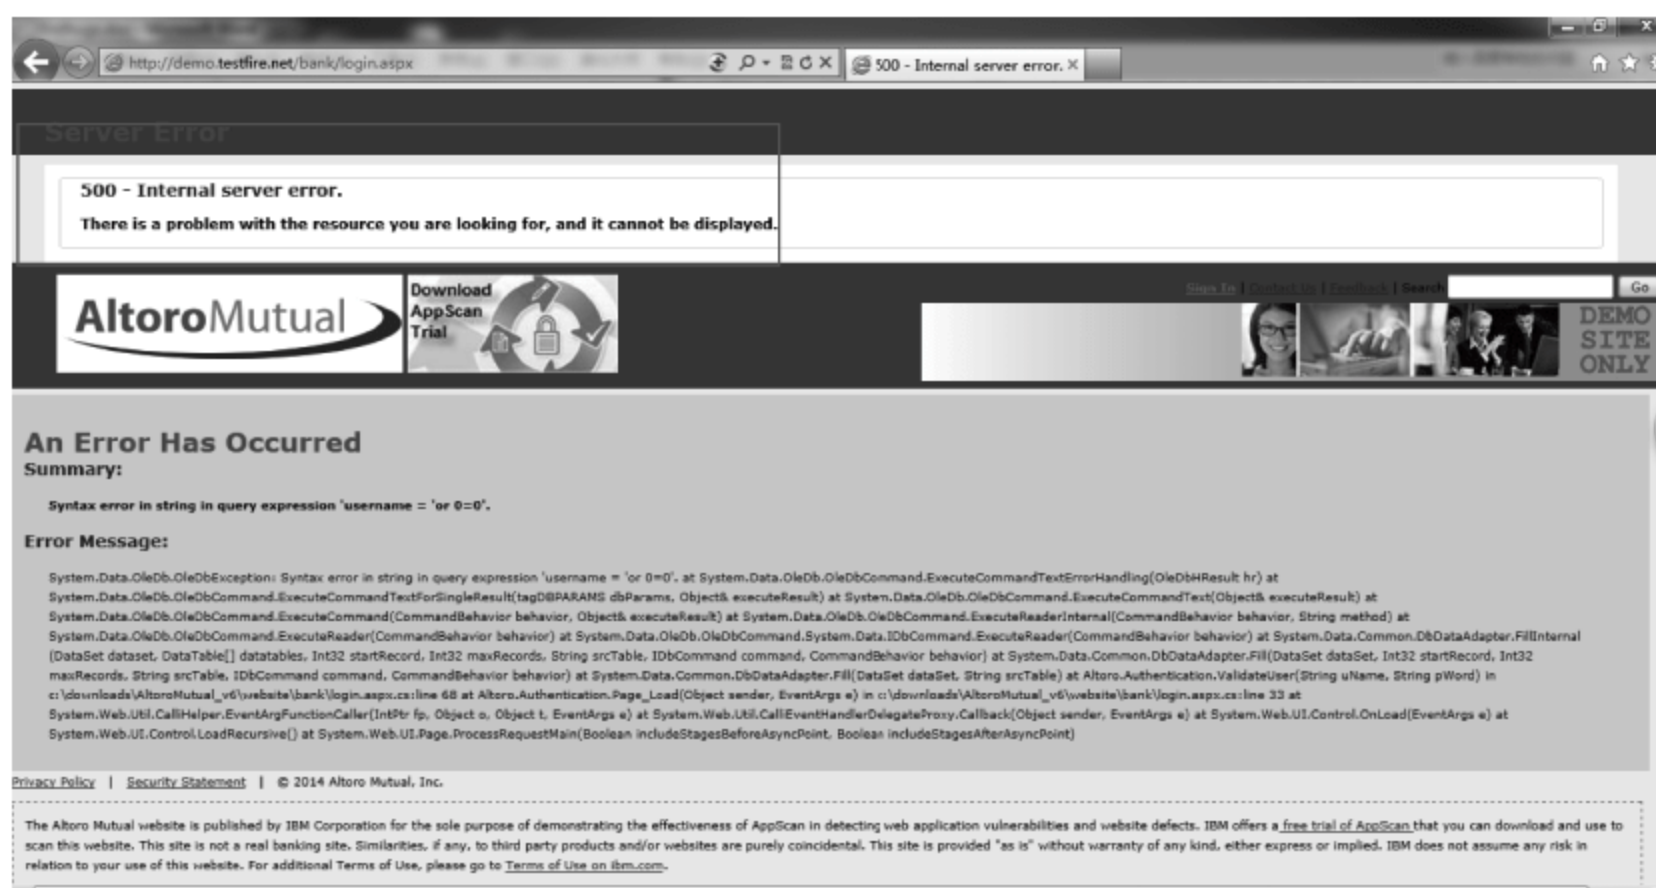 http://demo.testfire.net/bank/login.aspx
500 - Internal server error. ×
Server Error
500 - Internal server error.
There is a problem with the resource you are looking for, and it cannot be displayed.
AltoroMutual
Download
AppScan
Trial
Sign In | Contact Us | Feedback | Search
Go
DEMO
SITE
ONLY
An Error Has Occurred
Summary:
Syntax error in string in query expression 'username = 'or 0=0'.
Error Message:
System.Data.OleDb.OleDbException: Syntax error in string in query expression 'username = 'or 0=0'. at System.Data.OleDb.OleDbCommand.ExecuteCommandTextErrorHandling(OleDbHResult hr) at
System.Data.OleDb.OleDbCommand.ExecuteCommandTextForSingleResult(tagDBPARAMS dbParams, Object& executeResult) at System.Data.OleDb.OleDbCommand.ExecuteCommandText(Object& executeResult) at
System.Data.OleDb.OleDbCommand.ExecuteCommand(CommandBehavior behavior, Object& executeResult) at System.Data.OleDb.OleDbCommand.ExecuteReaderInternal(CommandBehavior behavior, String method) at
System.Data.OleDb.OleDbCommand.ExecuteReader(CommandBehavior behavior) at System.Data.OleDb.OleDbCommand.System.Data.IDbCommand.ExecuteReader(CommandBehavior behavior) at System.Data.Common.DbDataAdapter.FillInternal
(DataSet dataset, DataTable[] datatables, Int32 startRecord, Int32 maxRecords, String srcTable, IDbCommand command, CommandBehavior behavior) at System.Data.Common.DbDataAdapter.Fill(DataSet dataSet, Int32 startRecord, Int32
maxRecords, String srcTable, IDbCommand command, CommandBehavior behavior) at System.Data.Common.DbDataAdapter.Fill(DataSet dataSet, String srcTable) at Altoro.Authentication.ValidateUser(String uName, String pWord) in
c:\downloads\AltoroMutual_v6\website\bank\login.aspx.cs:line 68 at Altoro.Authentication.Page_Load(Object sender, EventArgs e) in c:\downloads\AltoroMutual_v6\website\bank\login.aspx.cs:line 33 at
System.Web.Util.CalliHelper.EventArgFunctionCaller(IntPtr fp, Object o, Object t, EventArgs e) at System.Web.Util.CalliEventHandlerDelegateProxy.Callback(Object sender, EventArgs e) at System.Web.UI.Control.OnLoad(EventArgs e) at
System.Web.UI.Control.LoadRecursive() at System.Web.UI.Page.ProcessRequestMain(Boolean includeStagesBeforeAsyncPoint, Boolean includeStagesAfterAsyncPoint)
Privacy Policy | Security Statement | © 2014 Altoro Mutual, Inc.
The Altoro Mutual website is published by IBM Corporation for the sole purpose of demonstrating the effectiveness of AppScan in detecting web application vulnerabilities and website defects. IBM offers a free trial of AppScan that you can download and use to
scan this website. This site is not a real banking site. Similarities, if any, to third party products and/or websites are purely coincidental. This site is provided "as is" without warranty of any kind, either express or implied. IBM does not assume any risk in
relation to your use of this website. For additional Terms of Use, please go to Terms of Use on ibm.com.